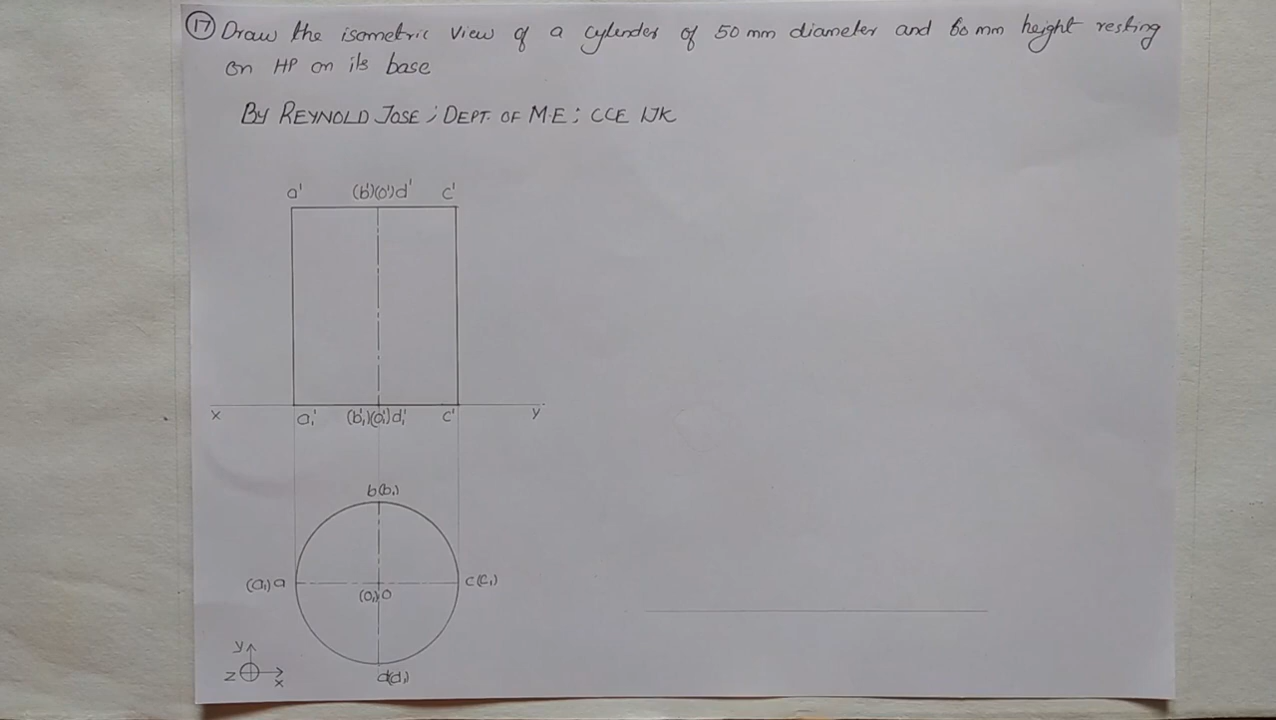 17 Draw the isometric view of a cylinder of 50 mm diameter and 60 mm height resting
on HP on its base
By REYNOLD JOSE ; DEPT. OF M.E ; CCE IJK
a' (b')(o')d' c'
x a₁' (b₁')(o₁')d₁' c' y
b(b₁)
(a₁) a c(c₁)
(o₁) o
y
z x
d(d₁)